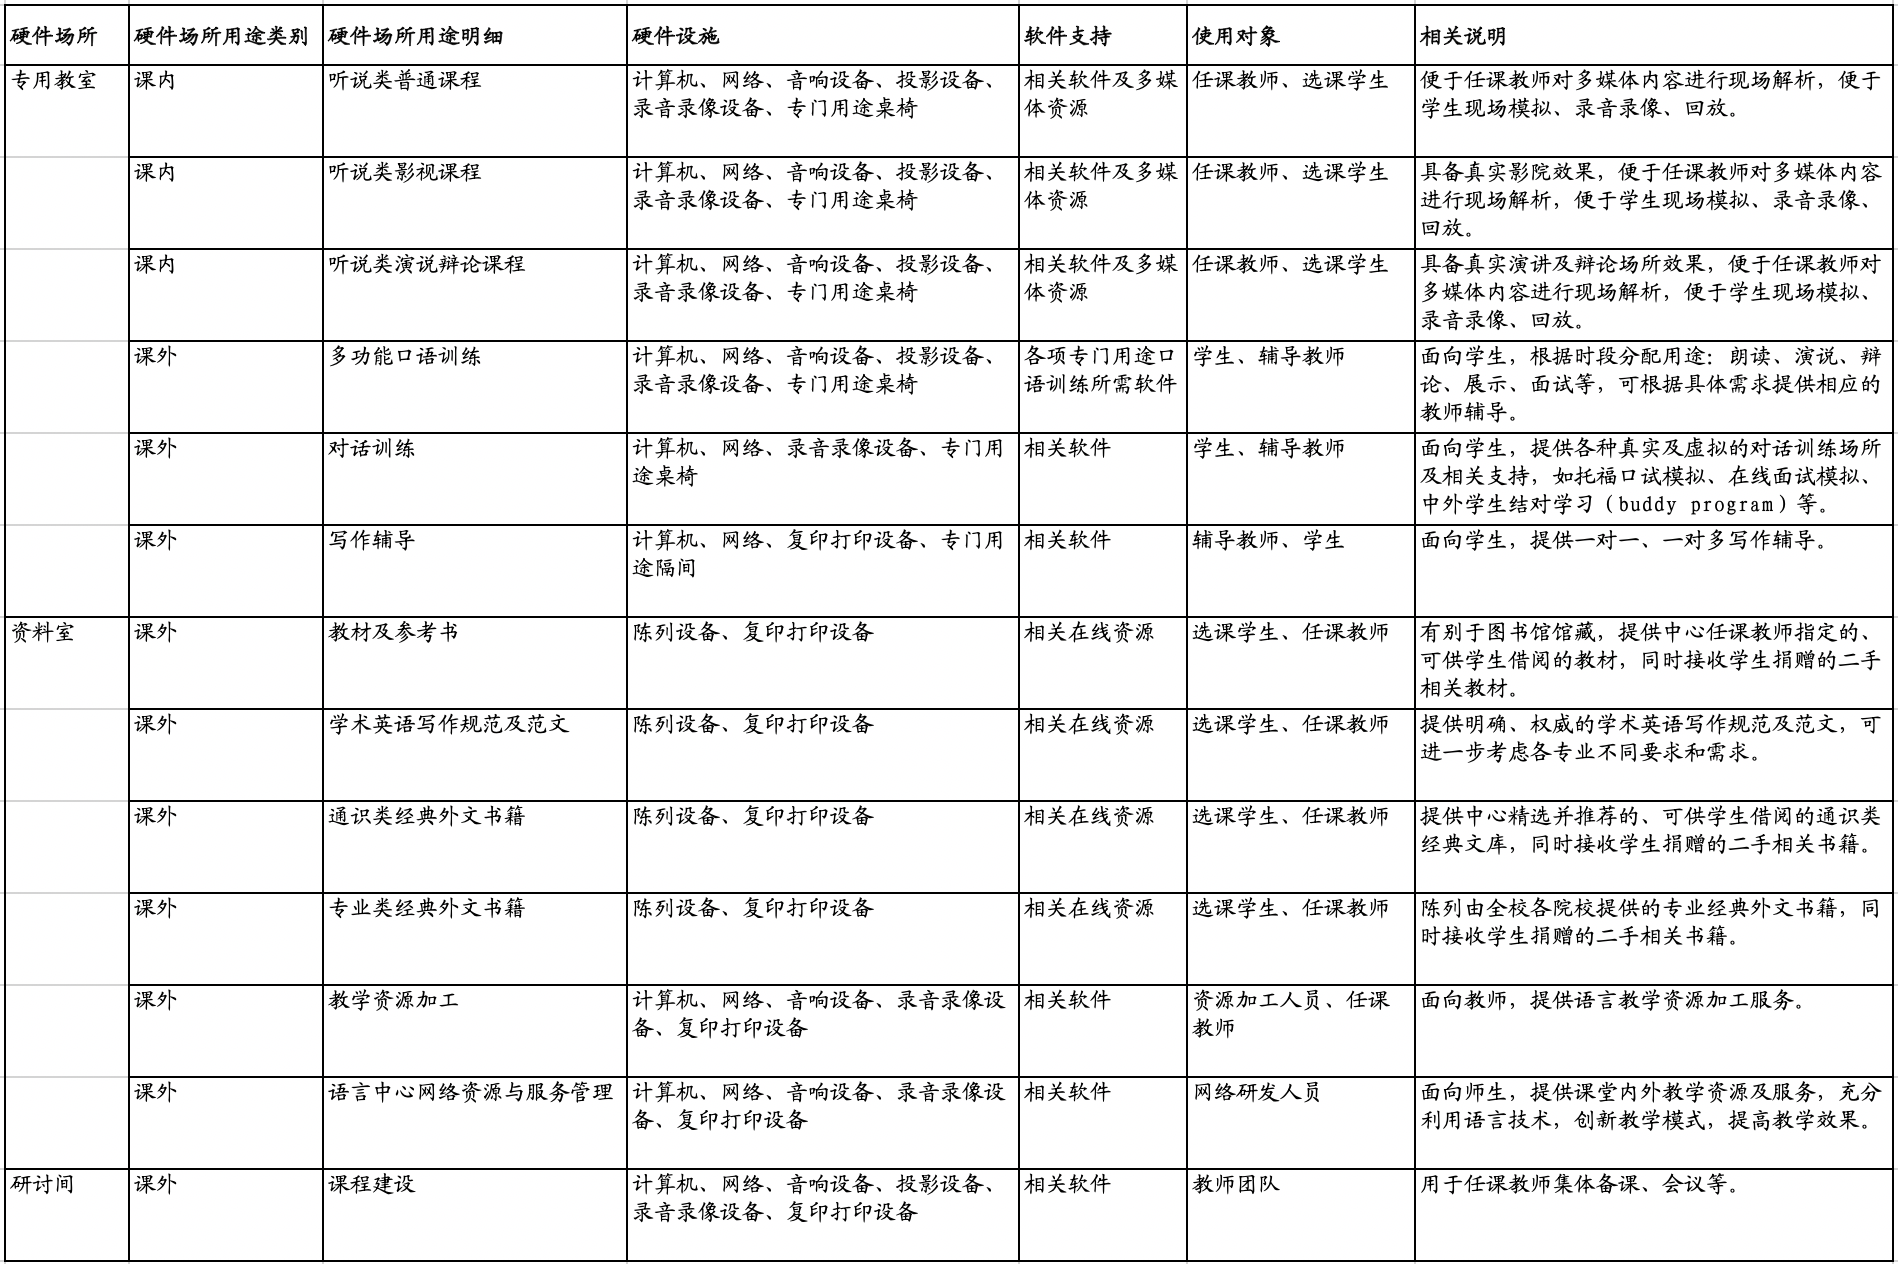 硬件场所 硬件场所用途类别 硬件场所用途明细 硬件设施 软件支持 使用对象 相关说明
专用教室 课内 听说类普通课程 计算机、网络、音响设备、投影设备、 相关软件及多媒 任课教师、选课学生 便于任课教师对多媒体内容进行现场解析，便于
录音录像设备、专门用途桌椅 体资源 学生现场模拟、录音录像、回放。
课内 听说类影视课程 计算机、网络、音响设备、投影设备、 相关软件及多媒 任课教师、选课学生 具备真实影院效果，便于任课教师对多媒体内容
录音录像设备、专门用途桌椅 体资源 进行现场解析，便于学生现场模拟、录音录像、
回放。
课内 听说类演说辩论课程 计算机、网络、音响设备、投影设备、 相关软件及多媒 任课教师、选课学生 具备真实演讲及辩论场所效果，便于任课教师对
录音录像设备、专门用途桌椅 体资源 多媒体内容进行现场解析，便于学生现场模拟、
录音录像、回放。
课外 多功能口语训练 计算机、网络、音响设备、投影设备、 各项专门用途口 学生、辅导教师 面向学生，根据时段分配用途：朗读、演说、辩
录音录像设备、专门用途桌椅 语训练所需软件 论、展示、面试等，可根据具体需求提供相应的
教师辅导。
课外 对话训练 计算机、网络、录音录像设备、专门用 相关软件 学生、辅导教师 面向学生，提供各种真实及虚拟的对话训练场所
途桌椅 及相关支持，如托福口试模拟、在线面试模拟、
中外学生结对学习（buddy program）等。
课外 写作辅导 计算机、网络、复印打印设备、专门用 相关软件 辅导教师、学生 面向学生，提供一对一、一对多写作辅导。
途隔间
资料室 课外 教材及参考书 陈列设备、复印打印设备 相关在线资源 选课学生、任课教师 有别于图书馆馆藏，提供中心任课教师指定的、
可供学生借阅的教材，同时接收学生捐赠的二手
相关教材。
课外 学术英语写作规范及范文 陈列设备、复印打印设备 相关在线资源 选课学生、任课教师 提供明确、权威的学术英语写作规范及范文，可
进一步考虑各专业不同要求和需求。
课外 通识类经典外文书籍 陈列设备、复印打印设备 相关在线资源 选课学生、任课教师 提供中心精选并推荐的、可供学生借阅的通识类
经典文库，同时接收学生捐赠的二手相关书籍。
课外 专业类经典外文书籍 陈列设备、复印打印设备 相关在线资源 选课学生、任课教师 陈列由全校各院校提供的专业经典外文书籍，同
时接收学生捐赠的二手相关书籍。
课外 教学资源加工 计算机、网络、音响设备、录音录像设 相关软件 资源加工人员、任课 面向教师，提供语言教学资源加工服务。
备、复印打印设备 教师
课外 语言中心网络资源与服务管理 计算机、网络、音响设备、录音录像设 相关软件 网络研发人员 面向师生，提供课堂内外教学资源及服务，充分
备、复印打印设备 利用语言技术，创新教学模式，提高教学效果。
研讨间 课外 课程建设 计算机、网络、音响设备、投影设备、 相关软件 教师团队 用于任课教师集体备课、会议等。
录音录像设备、复印打印设备